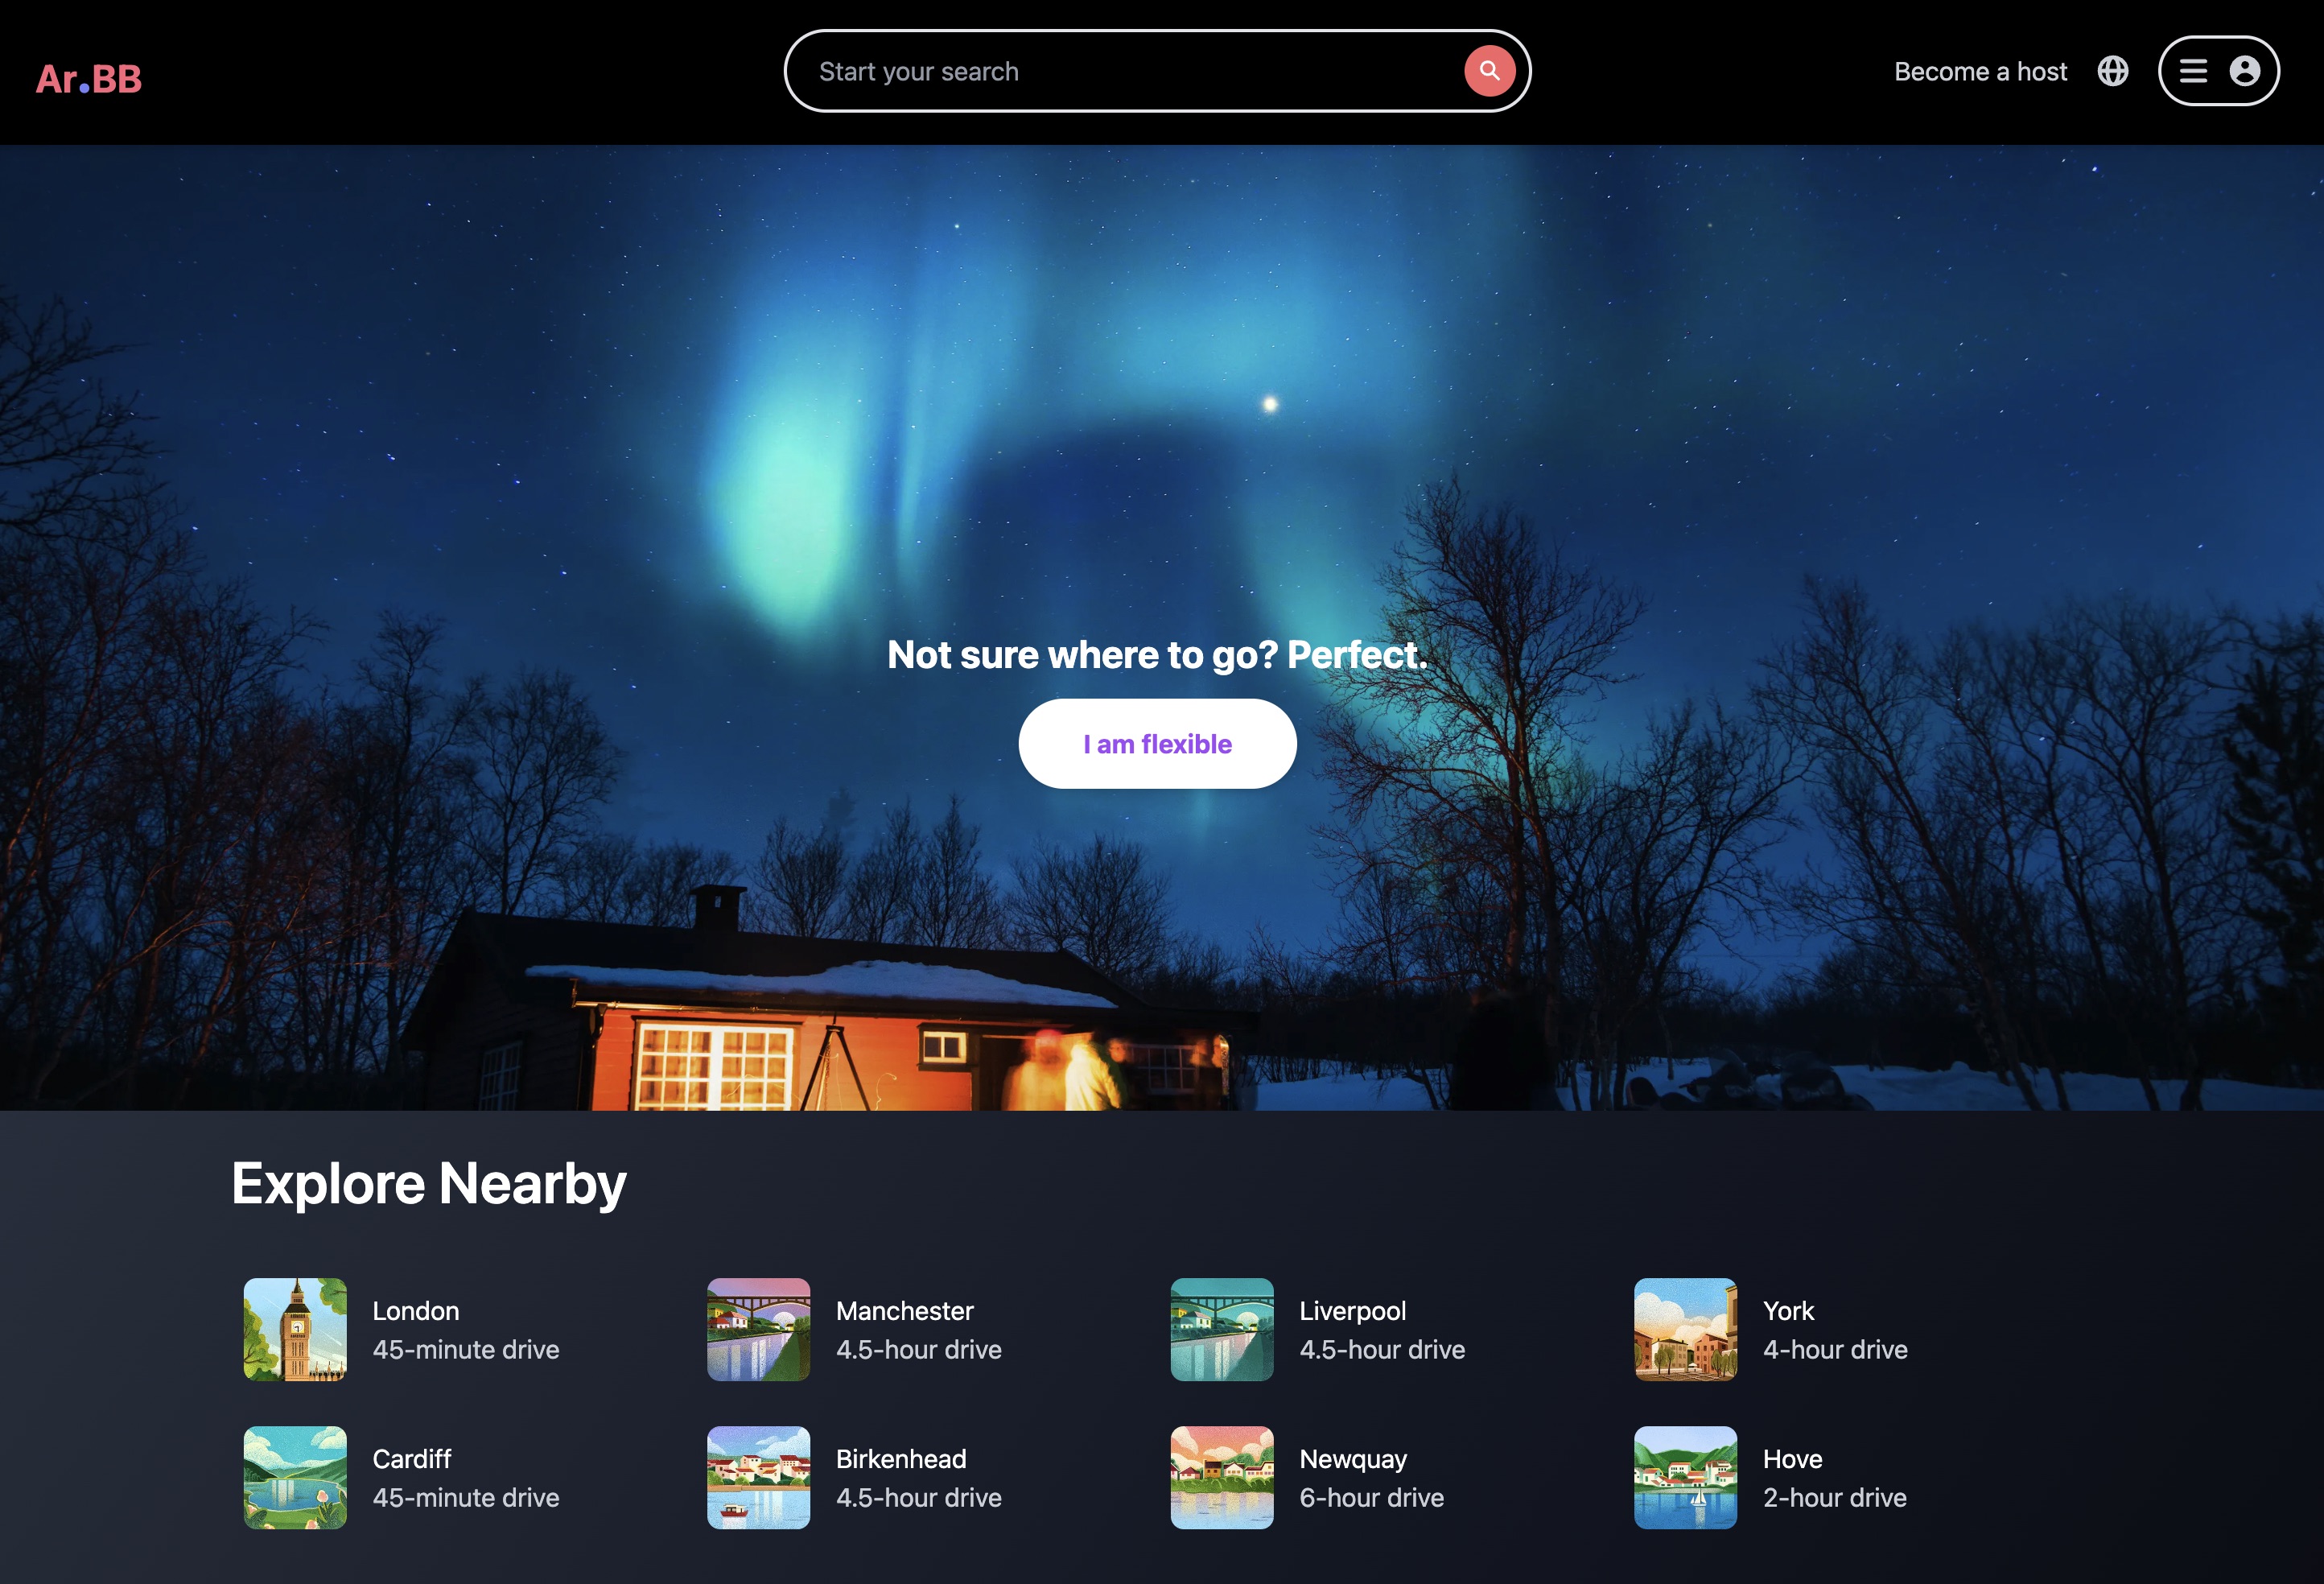 Ar.BB
Start your search
Become a host
Not sure where to go? Perfect.
I am flexible
Explore Nearby
London
45-minute drive
Manchester
4.5-hour drive
Liverpool
4.5-hour drive
York
4-hour drive
Cardiff
45-minute drive
Birkenhead
4.5-hour drive
Newquay
6-hour drive
Hove
2-hour drive